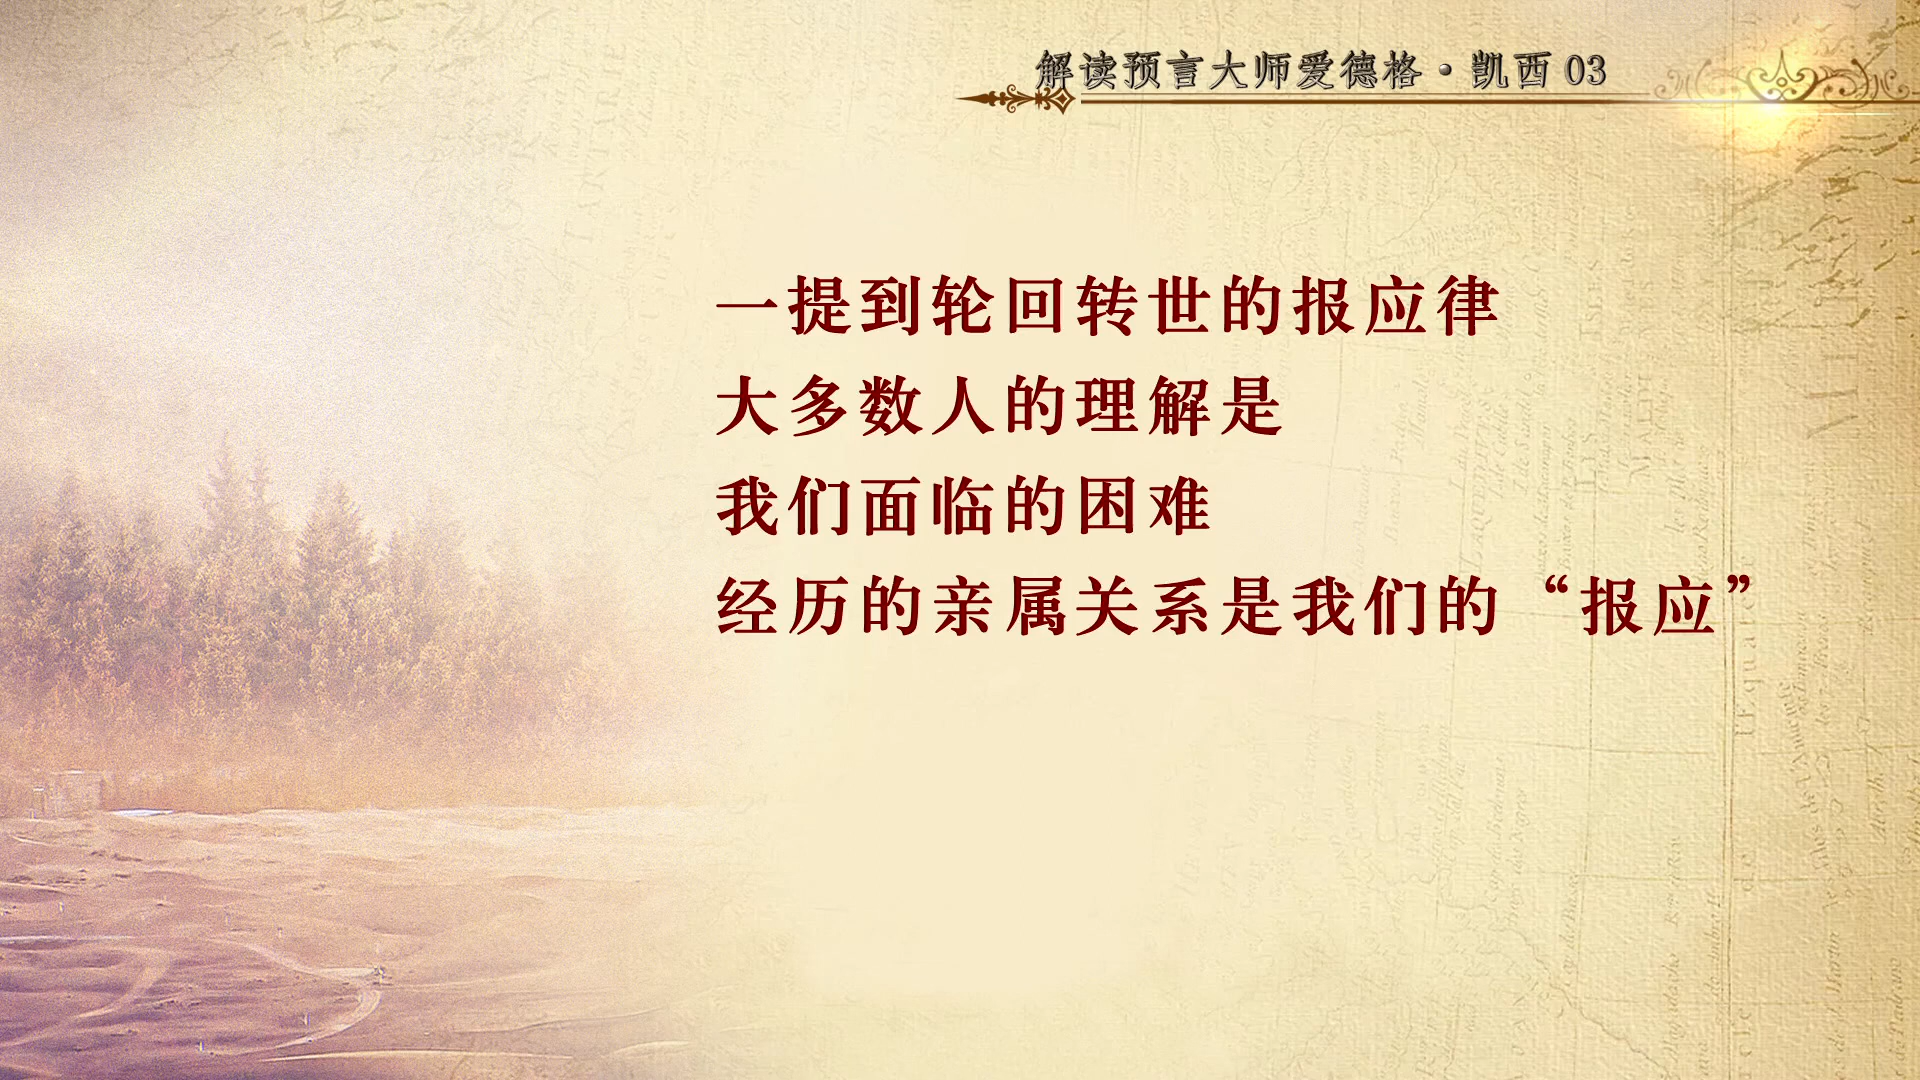 解读预言大师爱德格·凯西 03
一提到轮回转世的报应律
大多数人的理解是
我们面临的困难
经历的亲属关系是我们的“报应”